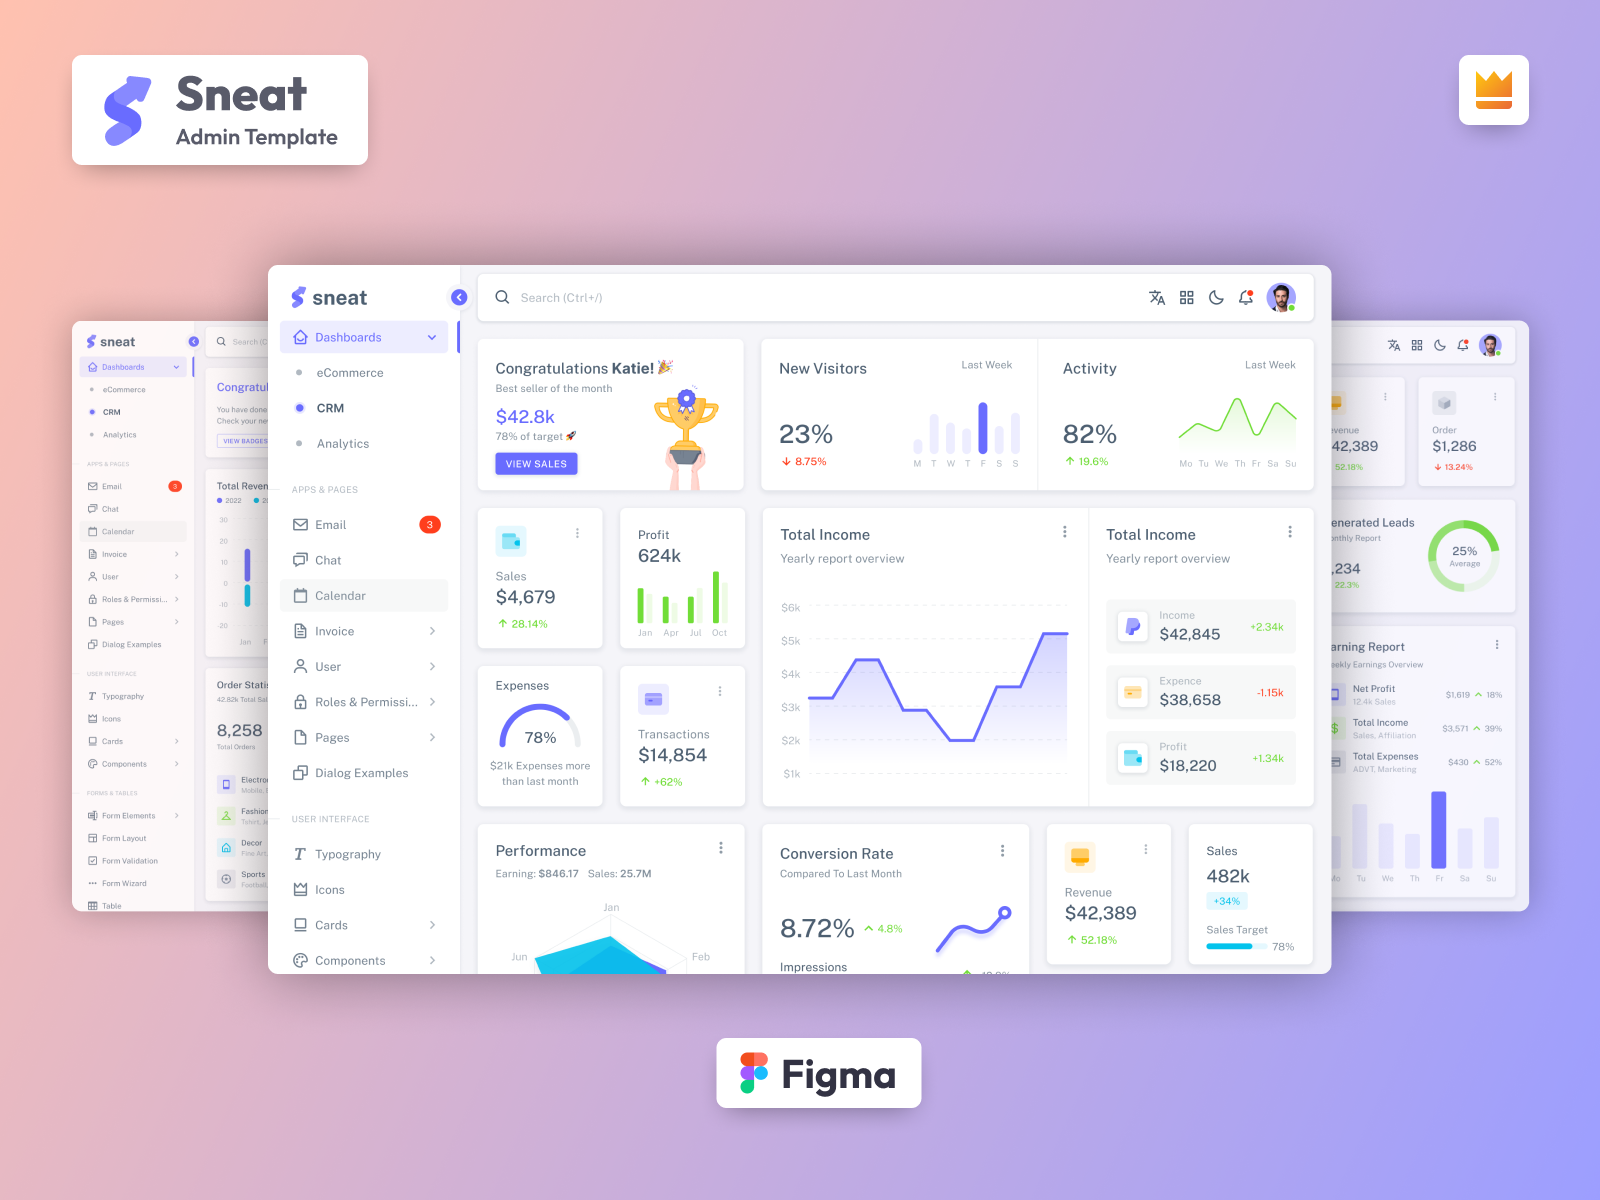 Sneat
Admin Template
sneat
Search (Ctrl+/)
Dashboards
eCommerce
CRM
Analytics
APPS & PAGES
Email
3
Chat
Calendar
Invoice
User
Roles & Permissi...
Pages
Dialog Examples
USER INTERFACE
Typography
Icons
Cards
Components
Congratulations Katie!
Best seller of the month
$42.8k
78% of target
VIEW SALES
New Visitors
Last Week
23%
8.75%
M T W T F S S
Activity
Last Week
82%
19.6%
Mo Tu We Th Fr Sa Su
Sales
$4,679
28.14%
Profit
624k
Jan Apr Jul Oct
Expenses
78%
$21k Expenses more
than last month
Transactions
$14,854
+62%
Total Income
Yearly report overview
$6k
$5k
$4k
$3k
$2k
$1k
Total Income
Yearly report overview
Income
$42,845
+2.34k
Expence
$38,658
-1.15k
Profit
$18,220
+1.34k
Performance
Earning: $846.17 Sales: 25.7M
Jan
Jun
Feb
Conversion Rate
Compared To Last Month
8.72%
4.8%
Impressions
Revenue
$42,389
52.18%
Sales
482k
+34%
Sales Target
78%
sneat
Search (C
Dashboards
eCommerce
CRM
Analytics
APPS & PAGES
Email
3
Chat
Calendar
Invoice
User
Roles & Permissi...
Pages
Dialog Examples
USER INTERFACE
Typography
Icons
Cards
Components
FORMS & TABLES
Form Elements
Form Layout
Form Validation
Form Wizard
Table
Congratul
You have done
Check your ne
VIEW BADGES
Total Reven
2022
30
20
10
0
-10
-20
Jan
Order Statis
42.82k Total Sal
8,258
Total Orders
Electro
Mobile,
Fashion
Tshirt, J
Decor
Fine Art,
Sports
Football,
evenue
42,389
52.18%
Order
$1,286
13.24%
enerated Leads
onthly Report
,234
22.3%
25%
Average
arning Report
eekly Earnings Overview
Net Profit
12.4k Sales
$1,619 18%
Total Income
Sales, Affiliation
$3,571 39%
Total Expenses
ADVT, Marketing
$430 52%
Mo Tu We Th Fr Sa Su
Figma